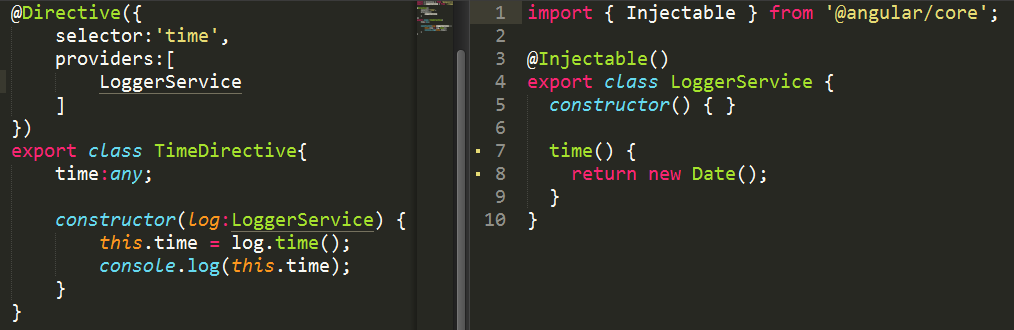 @Directive({
    selector:'time',
    providers:[
        LoggerService
    ]
})
export class TimeDirective{
    time:any;
    constructor(log:LoggerService) {
        this.time = log.time();
        console.log(this.time);
    }
}
1 import { Injectable } from '@angular/core';
2
3 @Injectable()
4 export class LoggerService {
5   constructor() { }
6
7   time() {
8     return new Date();
9   }
10 }